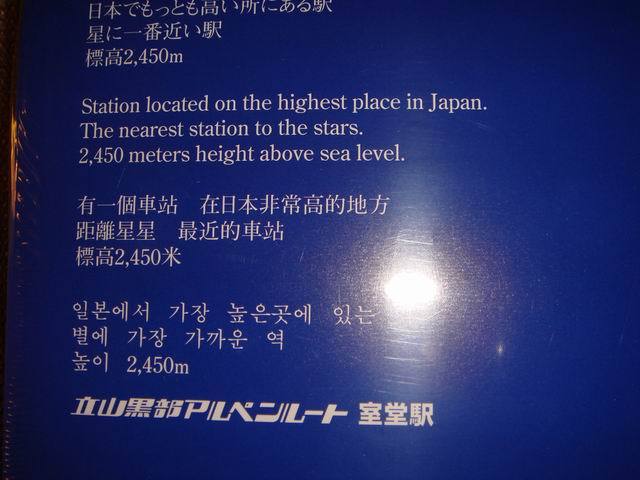 日本でもっとも高い所にある駅
星に一番近い駅
標高2,450m
Station located on the highest place in Japan.
The nearest station to the stars.
2,450 meters height above sea level.
有一個車站　在日本非常高的地方
距離星星　最近的車站
標高2,450米
일본에서 가장 높은곳에 있는
별에 가장 가까운 역
높이 2,450m
立山黒部アルペンルート 室堂駅